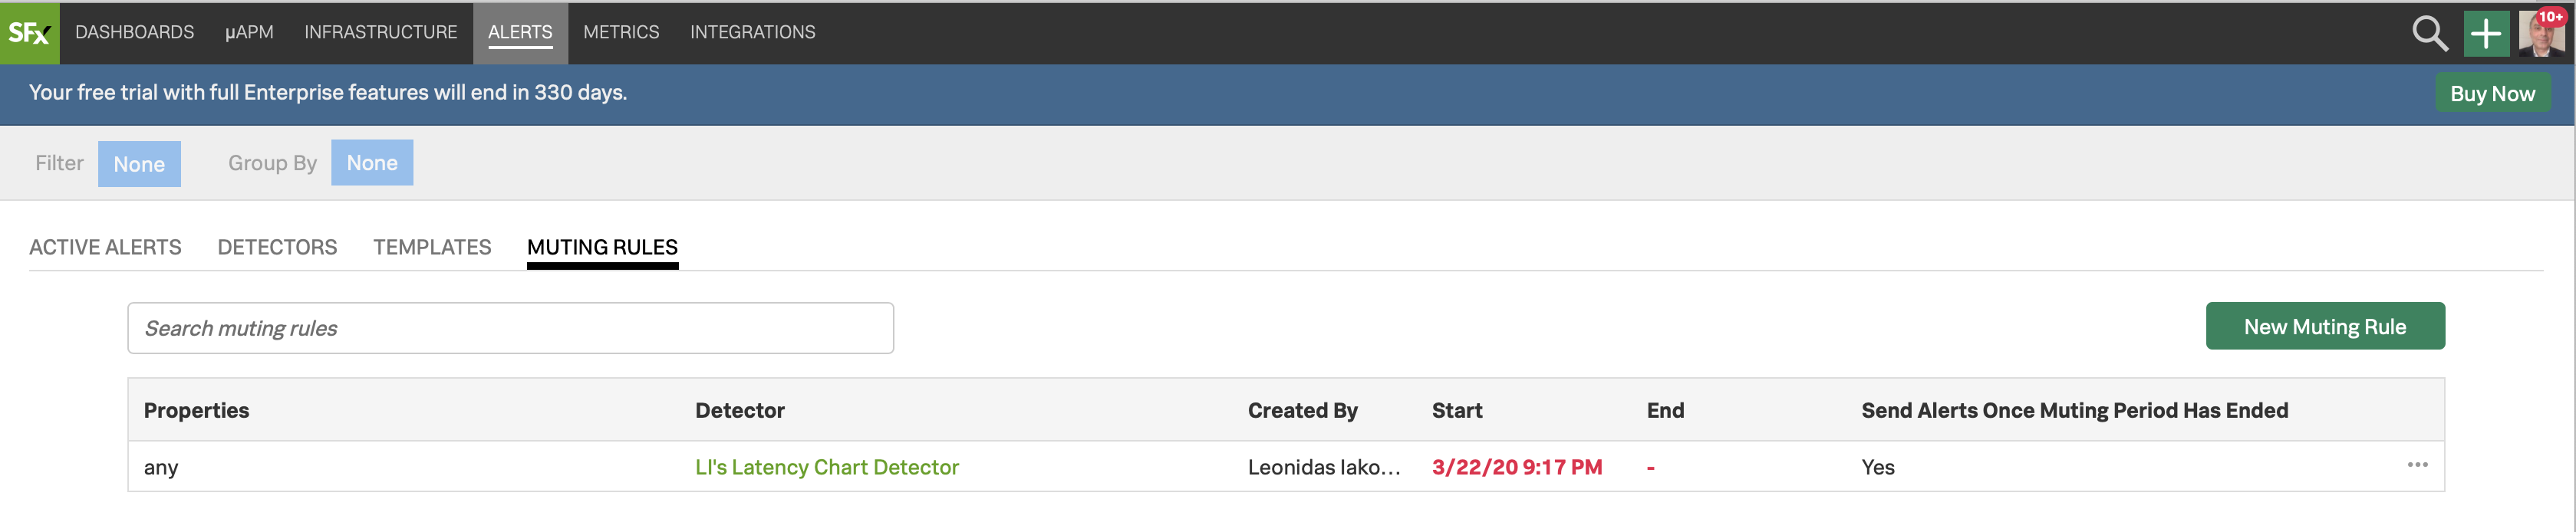 SFx DASHBOARDS µAPM INFRASTRUCTURE ALERTS METRICS INTEGRATIONS 10+
Your free trial with full Enterprise features will end in 330 days. Buy Now
Filter None Group By None
ACTIVE ALERTS DETECTORS TEMPLATES MUTING RULES
Search muting rules New Muting Rule
Properties Detector Created By Start End Send Alerts Once Muting Period Has Ended
any LI's Latency Chart Detector Leonidas Iako... 3/22/20 9:17 PM - Yes ...